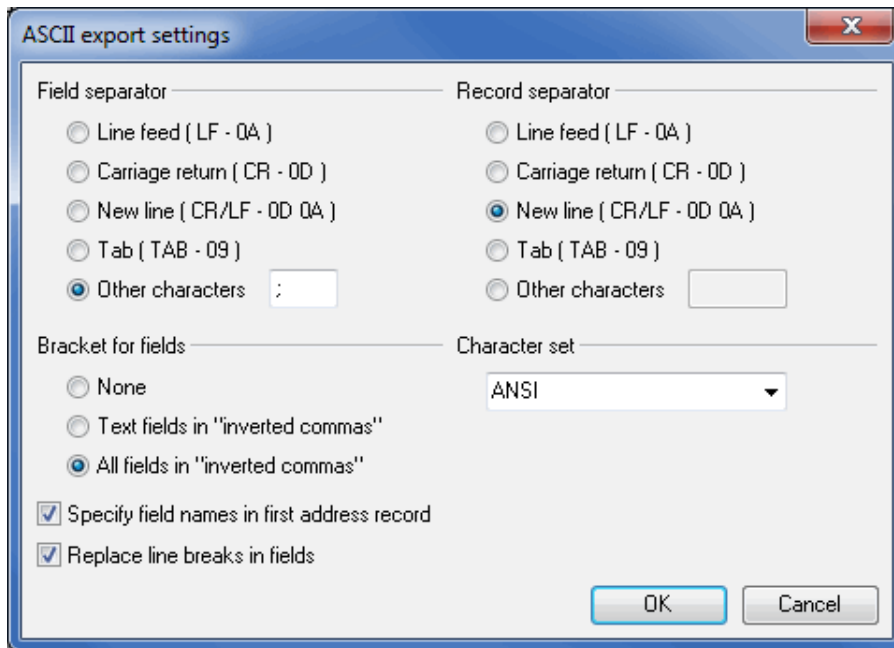 ASCII export settings
Field separator
Line feed ( LF - 0A )
Carriage return ( CR - 0D )
New line ( CR/LF - 0D 0A )
Tab ( TAB - 09 )
Other characters ;
Record separator
Line feed ( LF - 0A )
Carriage return ( CR - 0D )
New line ( CR/LF - 0D 0A )
Tab ( TAB - 09 )
Other characters
Bracket for fields
None
Text fields in "inverted commas"
All fields in "inverted commas"
Character set
ANSI
Specify field names in first address record
Replace line breaks in fields
OK
Cancel